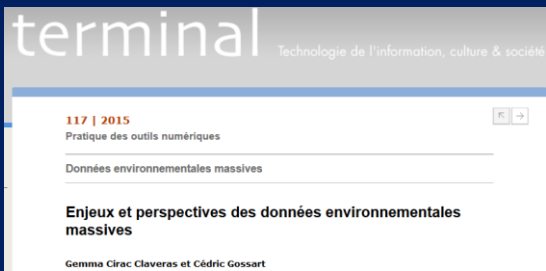 terminal Technologie de l'information, culture & société
117 | 2015
Pratique des outils numériques
Données environnementales massives
Enjeux et perspectives des données environnementales
massives
Gemma Cirac Claveras et Cédric Gossart